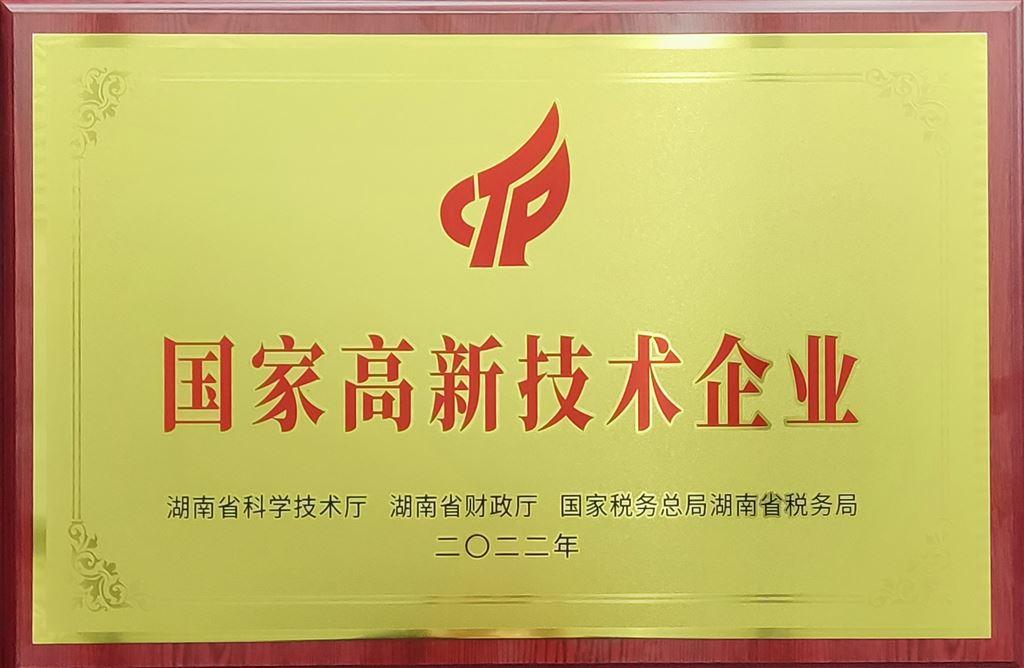 CTP
国家高新技术企业
湖南省科学技术厅 湖南省财政厅 国家税务总局湖南省税务局
二〇二二年